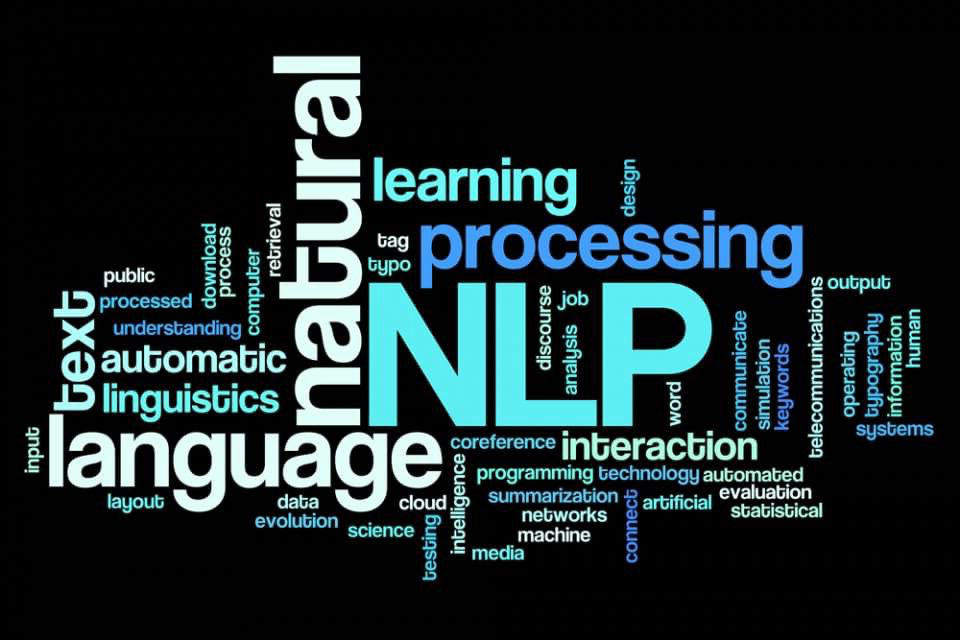 natural
learning
design
processing
retrieval
tag
typo
download
process
computer
public
processed
understanding
text
automatic
linguistics
NLP
discourse
job
analysis
word
communicate
simulation
keywords
telecommunications
output
operating
typography
information
human
systems
input
language
coreference
interaction
intelligence
programming
technology
automated
summarization
connect
artificial
evaluation
statistical
networks
machine
layout
data
cloud
evolution
science
testing
media